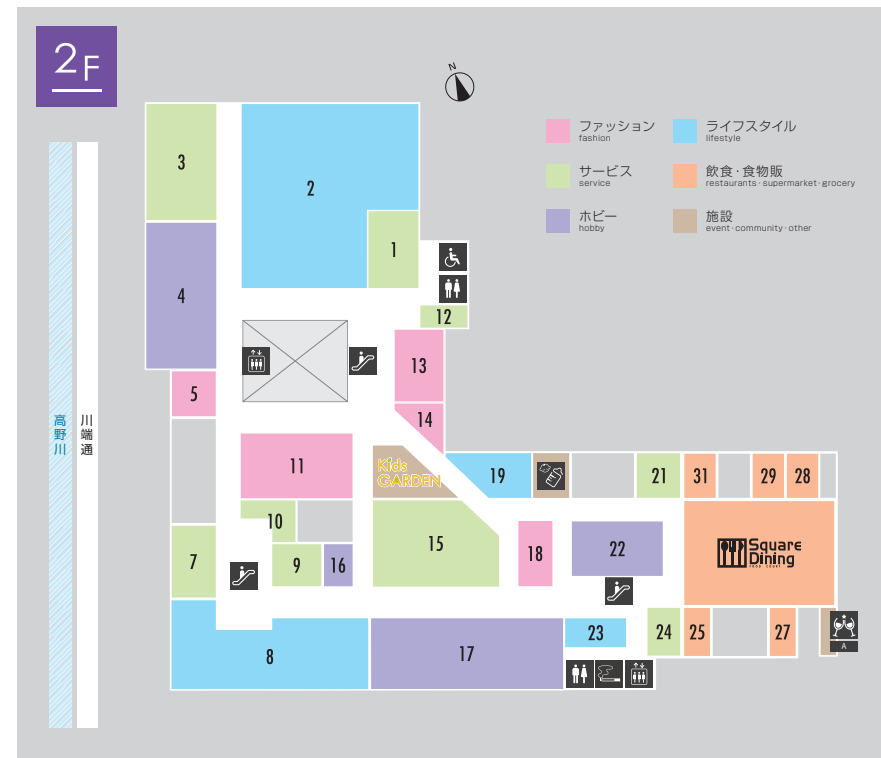 2F
N
ファッション
fashion
ライフスタイル
lifestyle
サービス
service
飲食・食物販
restaurants・supermarket・grocery
ホビー
hobby
施設
event・community・other
高野川
川端通
3
2
1
4
12
13
5
14
11
Kids
GARDEN
19
21
31
29
28
10
15
18
22
Square
Dining
FOOD COURT
7
9
16
8
17
23
24
25
27
A